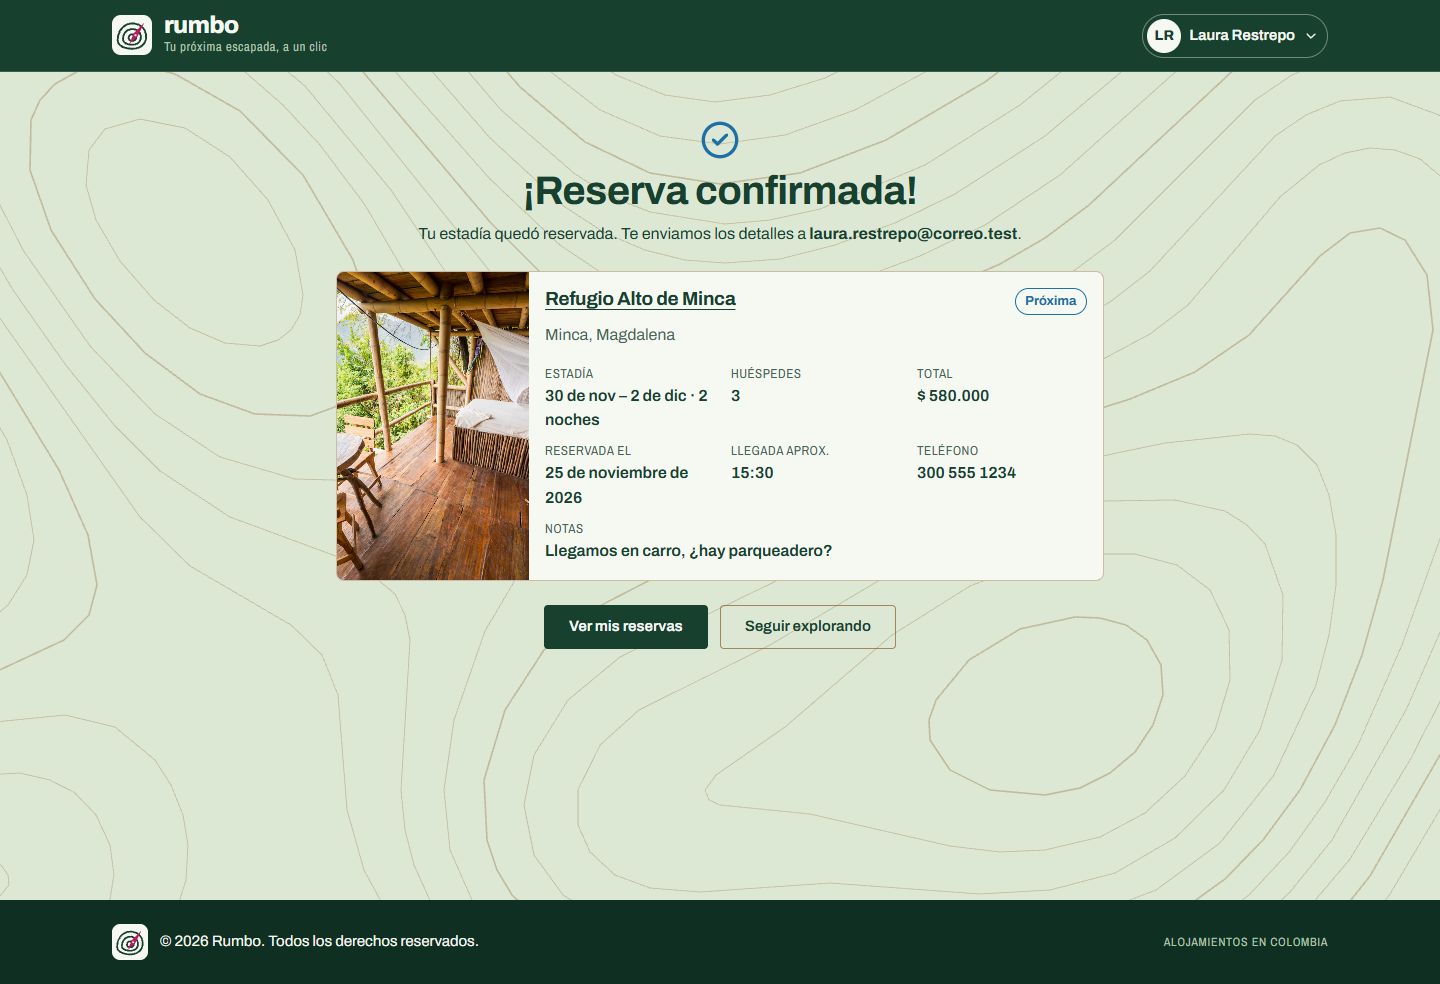 rumbo
Tu próxima escapada, a un clic
LR
Laura Restrepo
¡Reserva confirmada!
Tu estadía quedó reservada. Te enviamos los detalles a laura.restrepo@correo.test.
Refugio Alto de Minca
Próxima
Minca, Magdalena
ESTADÍA
30 de nov – 2 de dic · 2
noches
HUÉSPEDES
3
TOTAL
$ 580.000
RESERVADA EL
25 de noviembre de
2026
LLEGADA APROX.
15:30
TELÉFONO
300 555 1234
NOTAS
Llegamos en carro, ¿hay parqueadero?
Ver mis reservas
Seguir explorando
© 2026 Rumbo. Todos los derechos reservados.
ALOJAMIENTOS EN COLOMBIA